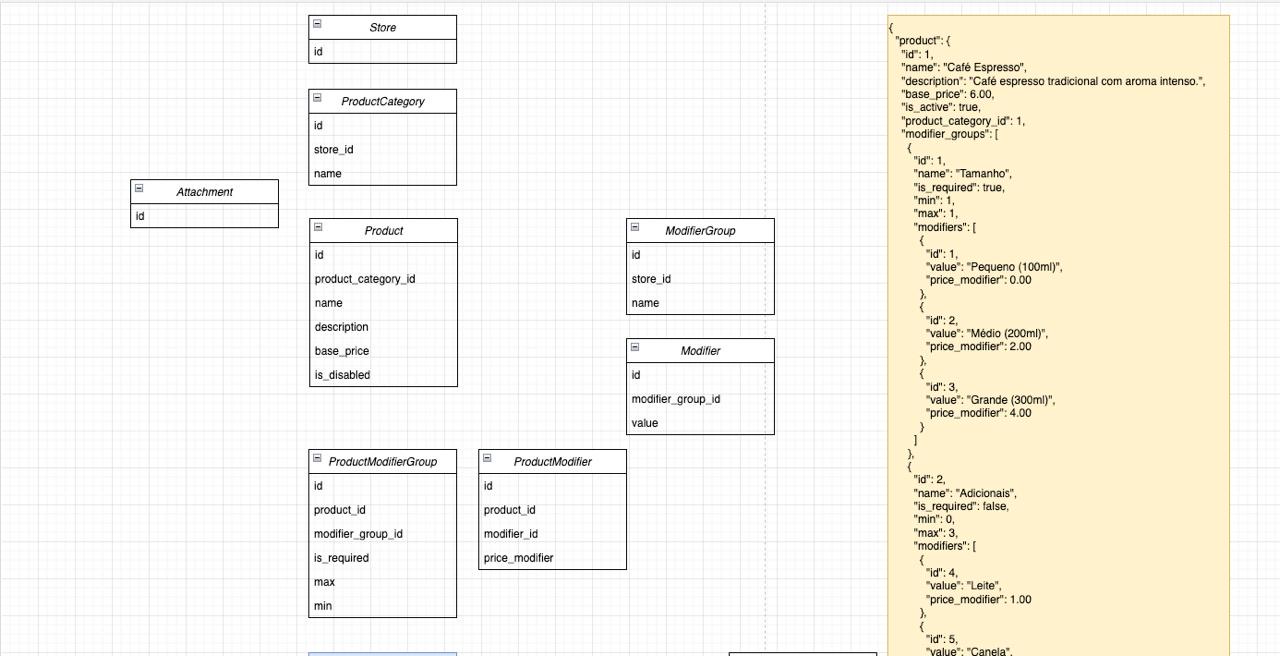 Store
id
ProductCategory
id
store_id
name
Attachment
id
Product
id
product_category_id
name
description
base_price
is_disabled
ModifierGroup
id
store_id
name
Modifier
id
modifier_group_id
value
ProductModifierGroup
id
product_id
modifier_group_id
is_required
max
min
ProductModifier
id
product_id
modifier_id
price_modifier
{
"product": {
"id": 1,
"name": "Café Espresso",
"description": "Café espresso tradicional com aroma intenso.",
"base_price": 6.00,
"is_active": true,
"product_category_id": 1,
"modifier_groups": [
{
"id": 1,
"name": "Tamanho",
"is_required": true,
"min": 1,
"max": 1,
"modifiers": [
{
"id": 1,
"value": "Pequeno (100ml)",
"price_modifier": 0.00
},
{
"id": 2,
"value": "Médio (200ml)",
"price_modifier": 2.00
},
{
"id": 3,
"value": "Grande (300ml)",
"price_modifier": 4.00
}
]
},
{
"id": 2,
"name": "Adicionais",
"is_required": false,
"min": 0,
"max": 3,
"modifiers": [
{
"id": 4,
"value": "Leite",
"price_modifier": 1.00
},
{
"id": 5,
"value": "Canela",